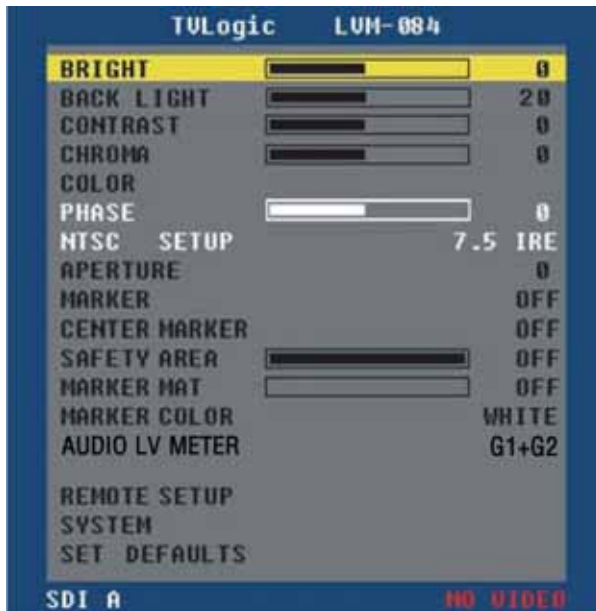 TVLogic LVM-084
BRIGHT 0
BACK LIGHT 20
CONTRAST 0
CHROMA 0
COLOR
PHASE 0
NTSC SETUP 7.5 IRE
APERTURE 0
MARKER OFF
CENTER MARKER OFF
SAFETY AREA OFF
MARKER MAT OFF
MARKER COLOR WHITE
AUDIO LV METER G1+G2
REMOTE SETUP
SYSTEM
SET DEFAULTS
SDI A NO VIDEO